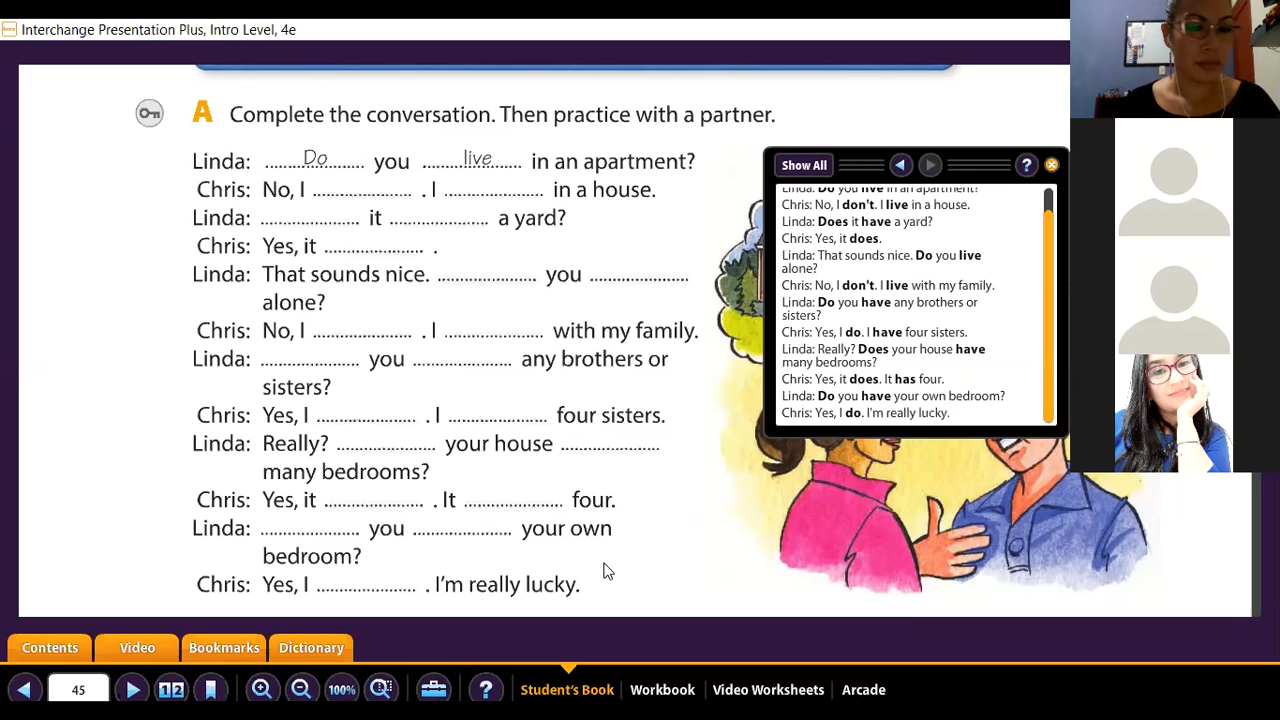 Interchange Presentation Plus, Intro Level, 4e
A Complete the conversation. Then practice with a partner.
Linda: Do you live in an apartment?
Chris: No, I .................. . I .................. in a house.
Linda: .................. it .................. a yard?
Chris: Yes, it .................. .
Linda: That sounds nice. .................. you ..................
alone?
Chris: No, I .................. . I .................. with my family.
Linda: .................. you .................. any brothers or
sisters?
Chris: Yes, I .................. . I .................. four sisters.
Linda: Really? .................. your house ..................
many bedrooms?
Chris: Yes, it .................. . It .................. four.
Linda: .................. you .................. your own
bedroom?
Chris: Yes, I .................. . I'm really lucky.
Show All ?
Linda: Do you live in an apartment?
Chris: No, I don't. I live in a house.
Linda: Does it have a yard?
Chris: Yes, it does.
Linda: That sounds nice. Do you live
alone?
Chris: No, I don't. I live with my family.
Linda: Do you have any brothers or
sisters?
Chris: Yes, I do. I have four sisters.
Linda: Really? Does your house have
many bedrooms?
Chris: Yes, it does. It has four.
Linda: Do you have your own bedroom?
Chris: Yes, I do. I'm really lucky.
Contents Video Bookmarks Dictionary
45 12 100% ? Student's Book Workbook Video Worksheets Arcade